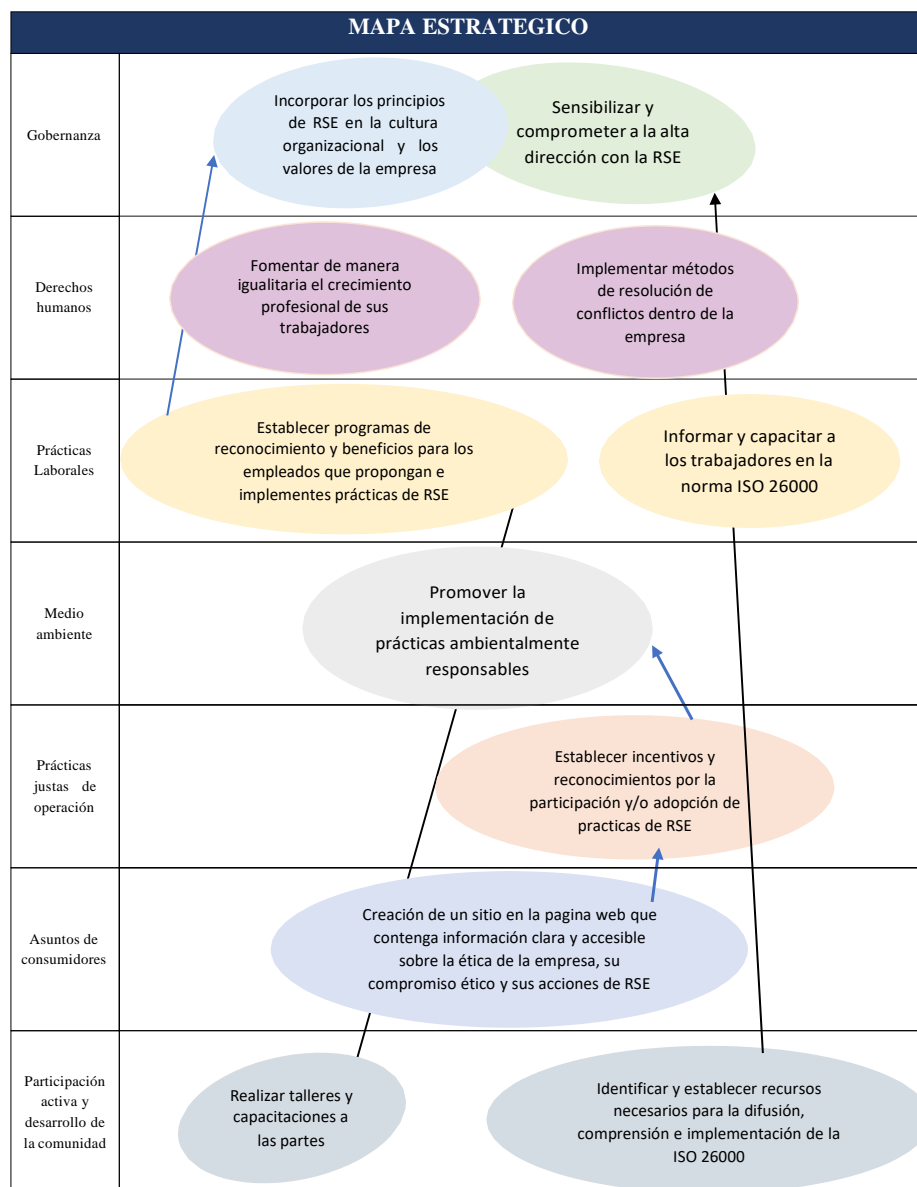 MAPA ESTRATEGICO
Gobernanza
Incorporar los principios
de RSE en la cultura
organizacional y los
valores de la empresa
Sensibilizar y
comprometer a la alta
dirección con la RSE
Derechos
humanos
Fomentar de manera
igualitaria el crecimiento
profesional de sus
trabajadores
Implementar métodos
de resolución de
conflictos dentro de la
empresa
Prácticas
Laborales
Establecer programas de
reconocimiento y beneficios para los
empleados que propongan e
implementes prácticas de RSE
Informar y capacitar a
los trabajadores en la
norma ISO 26000
Medio
ambiente
Promover la
implementación de
prácticas ambientalmente
responsables
Prácticas
justas de
operación
Establecer incentivos y
reconocimientos por la
participación y/o adopción de
practicas de RSE
Asuntos de
consumidores
Creación de un sitio en la pagina web que
contenga información clara y accesible
sobre la ética de la empresa, su
compromiso ético y sus acciones de RSE
Participación
activa y
desarrollo de
la comunidad
Realizar talleres y
capacitaciones a
las partes
Identificar y establecer recursos
necesarios para la difusión,
comprensión e implementación de la
ISO 26000